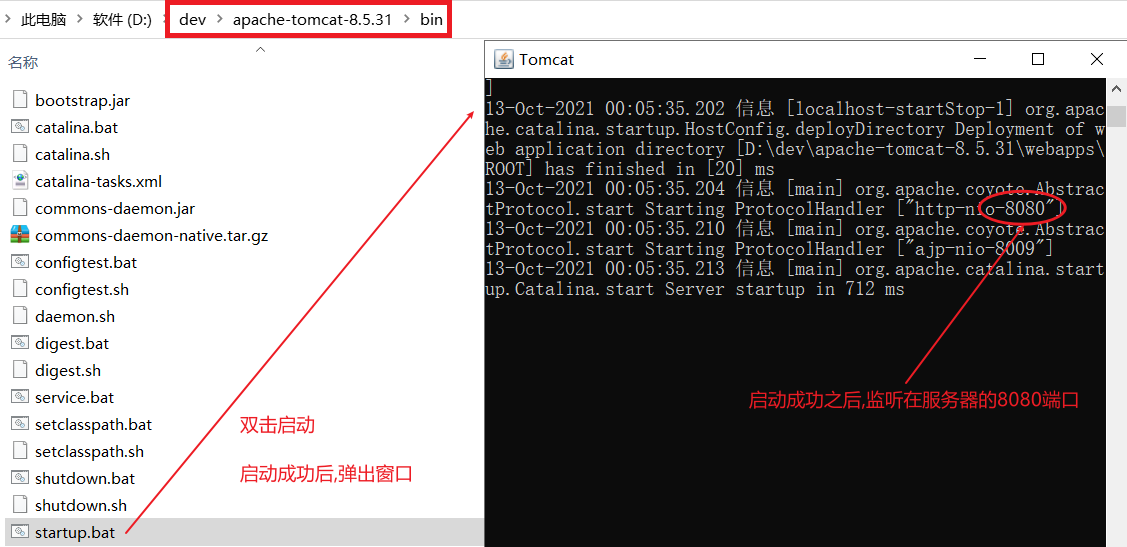 此电脑 > 软件 (D:) > dev > apache-tomcat-8.5.31 > bin
名称
bootstrap.jar
catalina.bat
catalina.sh
catalina-tasks.xml
commons-daemon.jar
commons-daemon-native.tar.gz
configtest.bat
configtest.sh
daemon.sh
digest.bat
digest.sh
service.bat
setclasspath.bat
setclasspath.sh
shutdown.bat
shutdown.sh
startup.bat
双击启动
启动成功后,弹出窗口
Tomcat
]
13-Oct-2021 00:05:35.202 信息 [localhost-startStop-1] org.apac
he.catalina.startup.HostConfig.deployDirectory Deployment of w
eb application directory [D:\dev\apache-tomcat-8.5.31\webapps\
ROOT] has finished in [20] ms
13-Oct-2021 00:05:35.204 信息 [main] org.apache.coyote.Abstrac
tProtocol.start Starting ProtocolHandler ["http-nio-8080"]
13-Oct-2021 00:05:35.210 信息 [main] org.apache.coyote.Abstrac
tProtocol.start Starting ProtocolHandler ["ajp-nio-8009"]
13-Oct-2021 00:05:35.213 信息 [main] org.apache.catalina.start
up.Catalina.start Server startup in 712 ms
启动成功之后,监听在服务器的8080端口